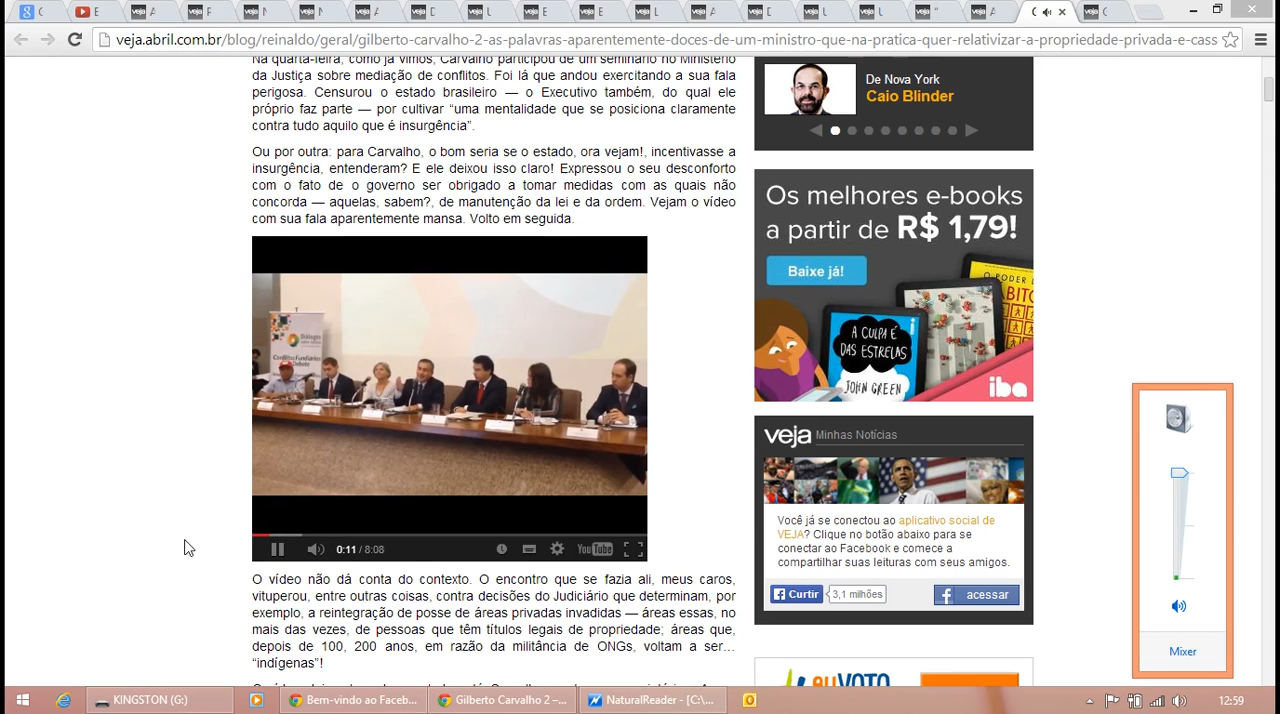 veja.abril.com.br/blog/reinaldo/geral/gilberto-carvalho-2-as-palavras-aparentemente-doces-de-um-ministro-que-na-pratica-quer-relativizar-a-propriedade-privada-e-cass
Na quarta-feira, como já vimos, Carvalho participou de um seminário no Ministério
da Justiça sobre mediação de conflitos. Foi lá que andou exercitando a sua fala
perigosa. Censurou o estado brasileiro — o Executivo também, do qual ele
próprio faz parte — por cultivar “uma mentalidade que se posiciona claramente
contra tudo aquilo que é insurgência”.
Ou por outra: para Carvalho, o bom seria se o estado, ora vejam!, incentivasse a
insurgência, entenderam? E ele deixou isso claro! Expressou o seu desconforto
com o fato de o governo ser obrigado a tomar medidas com as quais não
concorda — aquelas, sabem?, de manutenção da lei e da ordem. Vejam o vídeo
com sua fala aparentemente mansa. Volto em seguida.
Diálogos
Conflitos Fundiários
Debate
0:11 / 8:08
YouTube
O vídeo não dá conta do contexto. O encontro que se fazia ali, meus caros,
vituperou, entre outras coisas, contra decisões do Judiciário que determinam, por
exemplo, a reintegração de posse de áreas privadas invadidas — áreas essas, no
mais das vezes, de pessoas que têm títulos legais de propriedade; áreas que,
depois de 100, 200 anos, em razão da militância de ONGs, voltam a ser…
“indígenas”!
De Nova York
Caio Blinder
Os melhores e-books
a partir de R$ 1,79!
Baixe já!
O PODER
A CULPA É
DAS ESTRELAS
JOHN GREEN
iba
veja Minhas Notícias
Você já se conectou ao aplicativo social de
VEJA? Clique no botão abaixo para se
conectar ao Facebook e comece a
compartilhar suas leituras com seus amigos.
Curtir 3,1 milhões
acessar
Mixer
KINGSTON (G:)
Bem-vindo ao Faceb...
Gilberto Carvalho 2 –...
NaturalReader - [C:\...
12:59